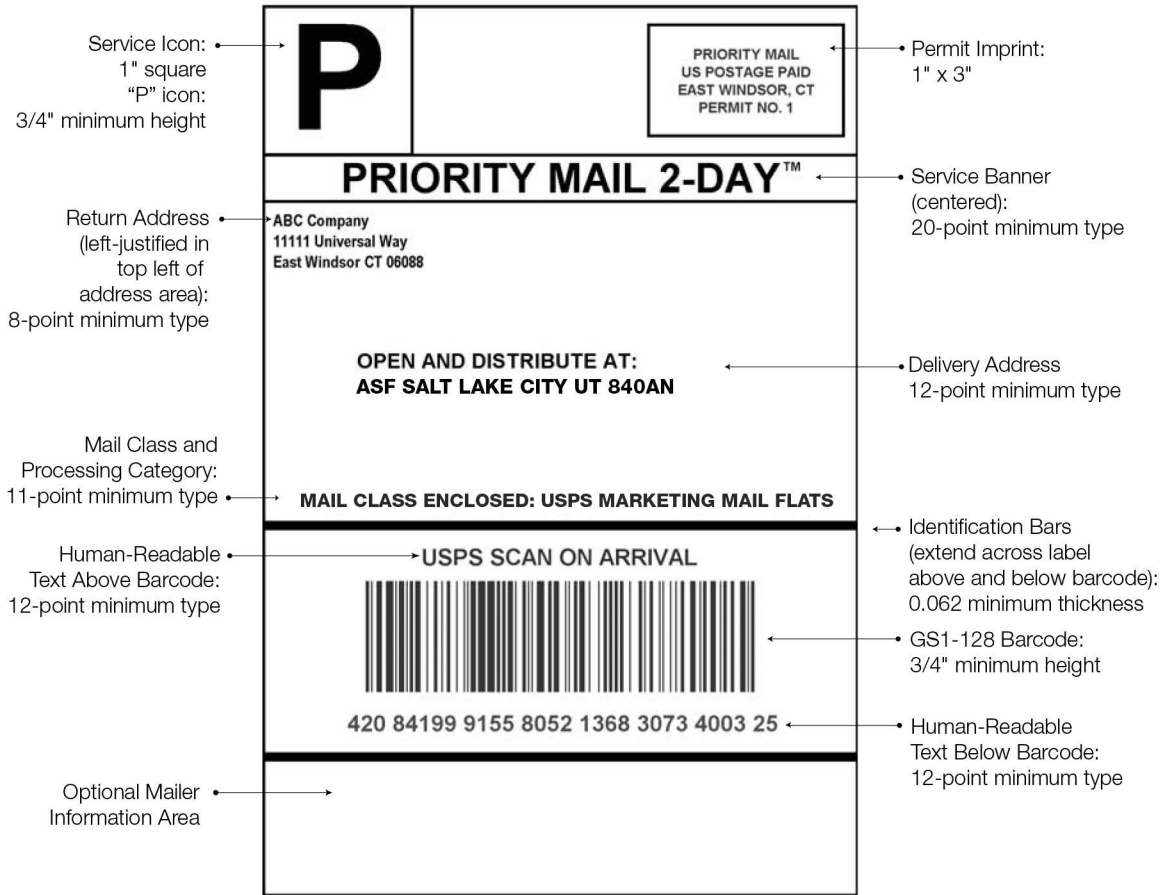 Service Icon:
1" square
“P” icon:
3/4" minimum height
P
PRIORITY MAIL
US POSTAGE PAID
EAST WINDSOR, CT
PERMIT NO. 1
Permit Imprint:
1" x 3"
PRIORITY MAIL 2-DAY™
Service Banner
(centered):
20-point minimum type
Return Address
(left-justified in
top left of
address area):
8-point minimum type
ABC Company
11111 Universal Way
East Windsor CT 06088
OPEN AND DISTRIBUTE AT:
ASF SALT LAKE CITY UT 840AN
Delivery Address
12-point minimum type
Mail Class and
Processing Category:
11-point minimum type
MAIL CLASS ENCLOSED: USPS MARKETING MAIL FLATS
Identification Bars
(extend across label
above and below barcode):
0.062 minimum thickness
Human-Readable
Text Above Barcode:
12-point minimum type
USPS SCAN ON ARRIVAL
GS1-128 Barcode:
3/4" minimum height
420 84199 9155 8052 1368 3073 4003 25
Human-Readable
Text Below Barcode:
12-point minimum type
Optional Mailer
Information Area